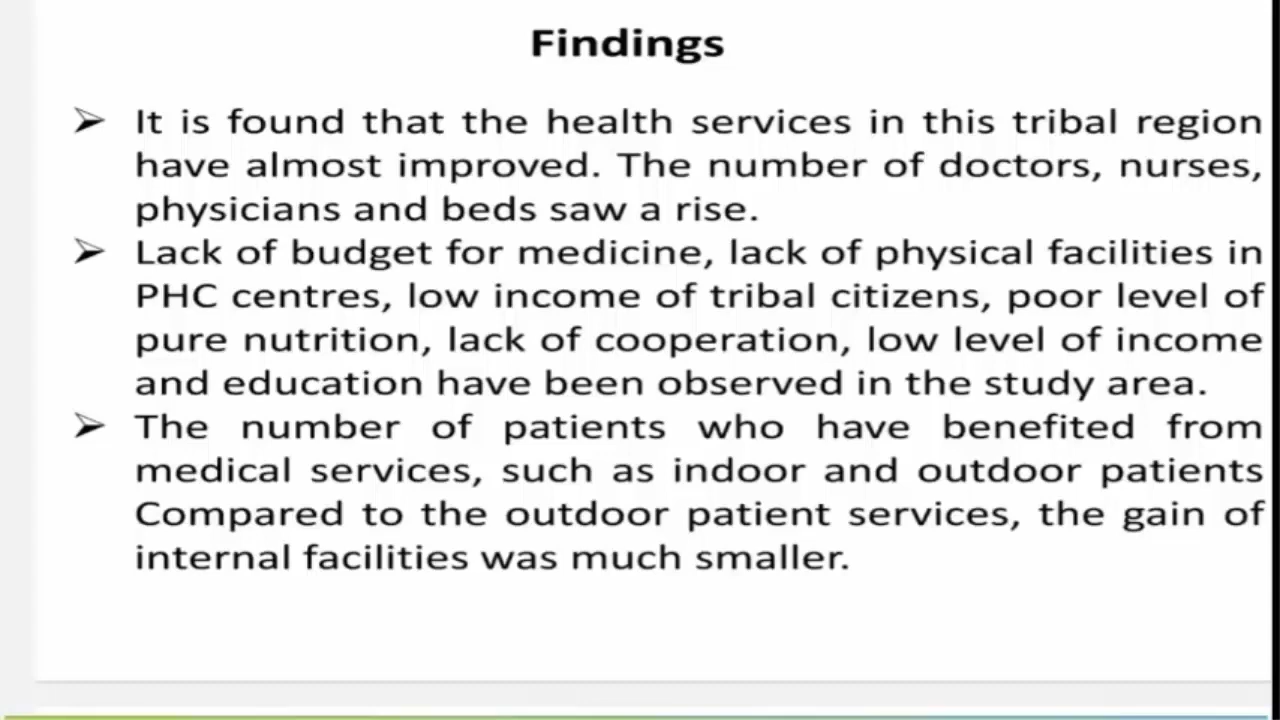 Findings
➢ It is found that the health services in this tribal region
have almost improved. The number of doctors, nurses,
physicians and beds saw a rise.
➢ Lack of budget for medicine, lack of physical facilities in
PHC centres, low income of tribal citizens, poor level of
pure nutrition, lack of cooperation, low level of income
and education have been observed in the study area.
➢ The number of patients who have benefited from
medical services, such as indoor and outdoor patients
Compared to the outdoor patient services, the gain of
internal facilities was much smaller.